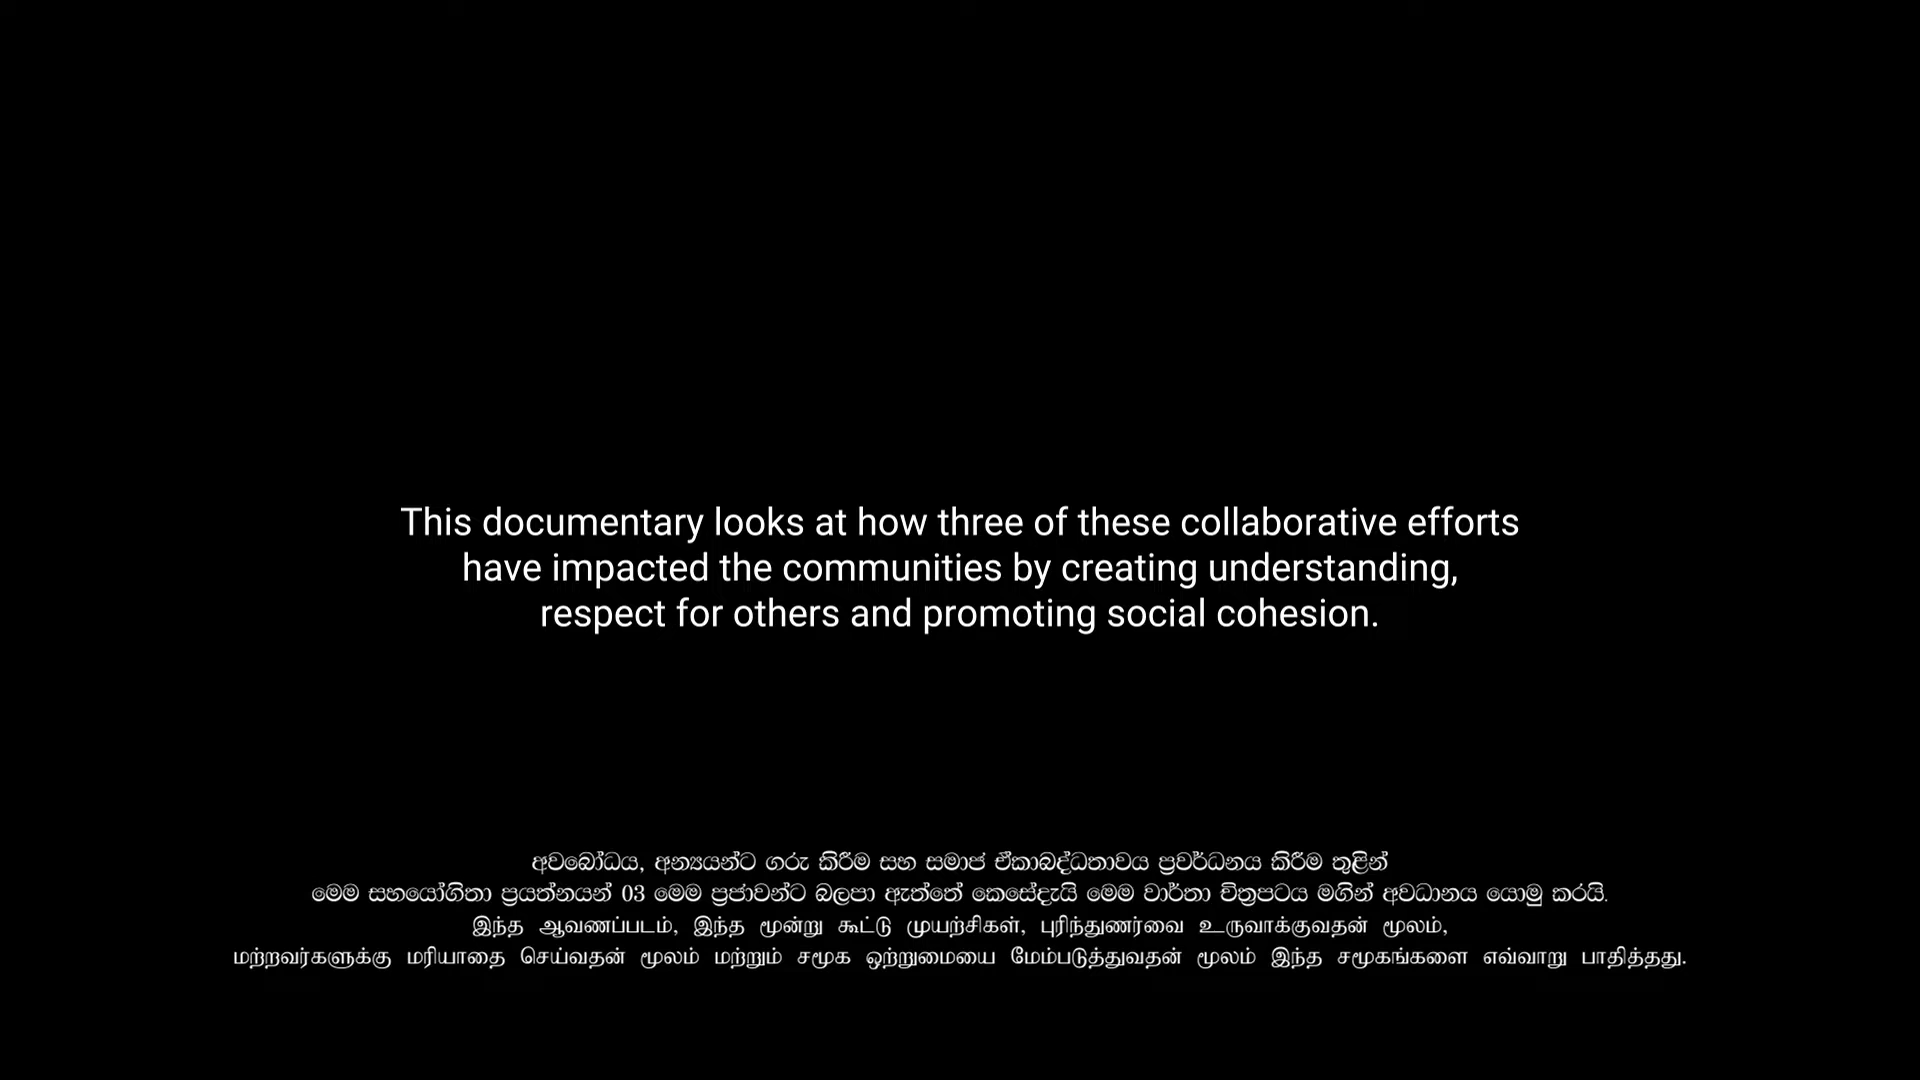 This documentary looks at how three of these collaborative efforts
have impacted the communities by creating understanding,
respect for others and promoting social cohesion.
අවබෝධය, අන්‍යයන්ට ගරු කිරීම සහ සමාජ ඒකාබද්ධතාවය ප්‍රවර්ධනය කිරීම තුළින්
මෙම සහයෝගිතා ප්‍රයත්නයන් 03 මෙම ප්‍රජාවන්ට බලපා ඇත්තේ කෙසේදැයි මෙම වාර්තා චිත්‍රපටය මගින් අවධානය යොමු කරයි.
இந்த ஆவணப்படம், இந்த மூன்று கூட்டு முயற்சிகள், புரிந்துணர்வை உருவாக்குவதன் மூலம்,
மற்றவர்களுக்கு மரியாதை செய்வதன் மூலம் மற்றும் சமூக ஒற்றுமையை மேம்படுத்துவதன் மூலம் இந்த சமூகங்களை எவ்வாறு பாதித்தது.